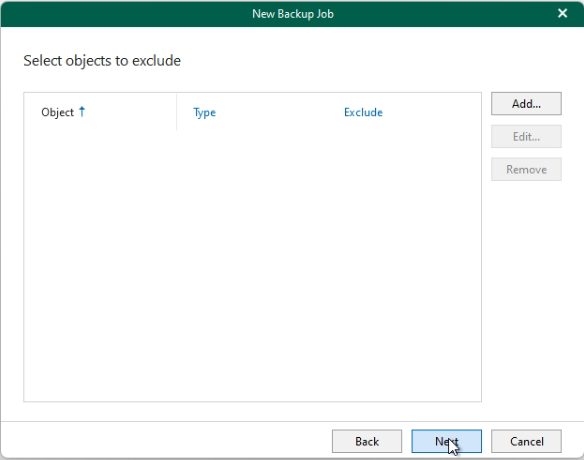 New Backup Job
Select objects to exclude
Object Type Exclude
Add...
Edit...
Remove
Back Next Cancel